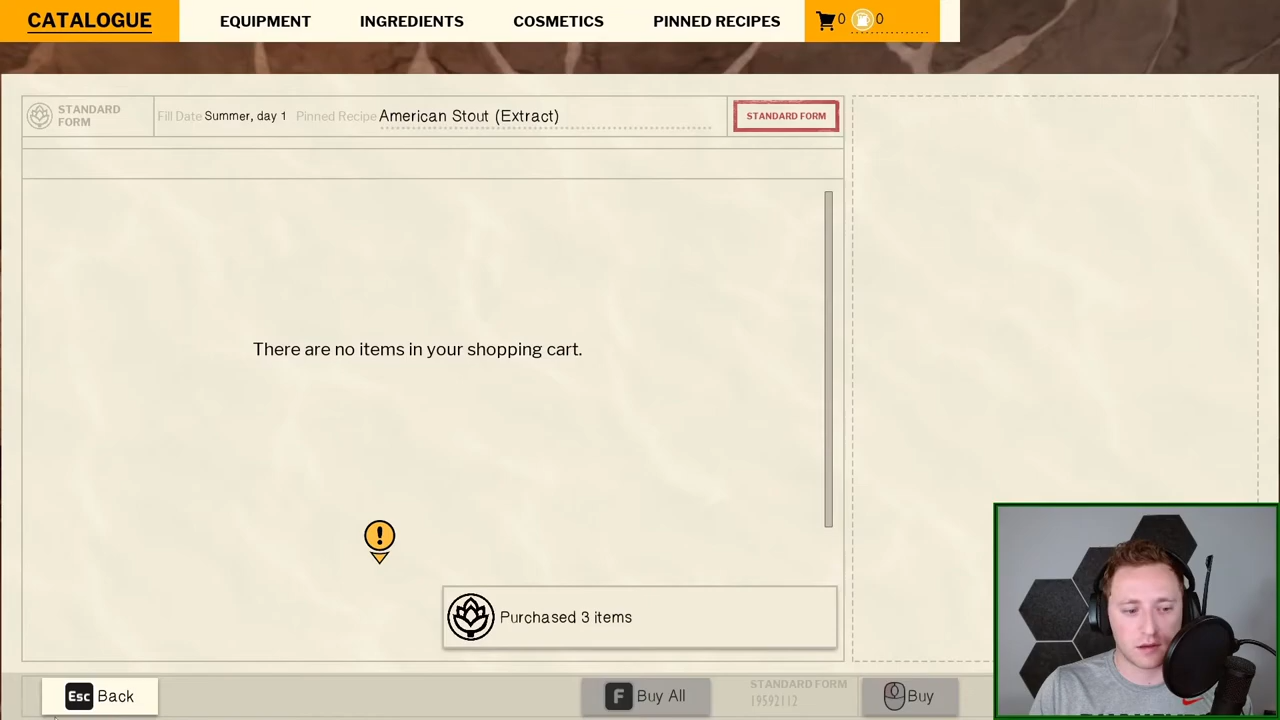 CATALOGUE
EQUIPMENT
INGREDIENTS
COSMETICS
PINNED RECIPES
0
0
STANDARD FORM
Fill Date Summer, day 1 Pinned Recipe American Stout (Extract)
STANDARD FORM
There are no items in your shopping cart.
!
Purchased 3 items
Esc Back
F Buy All
STANDARD FORM
19592112
Buy